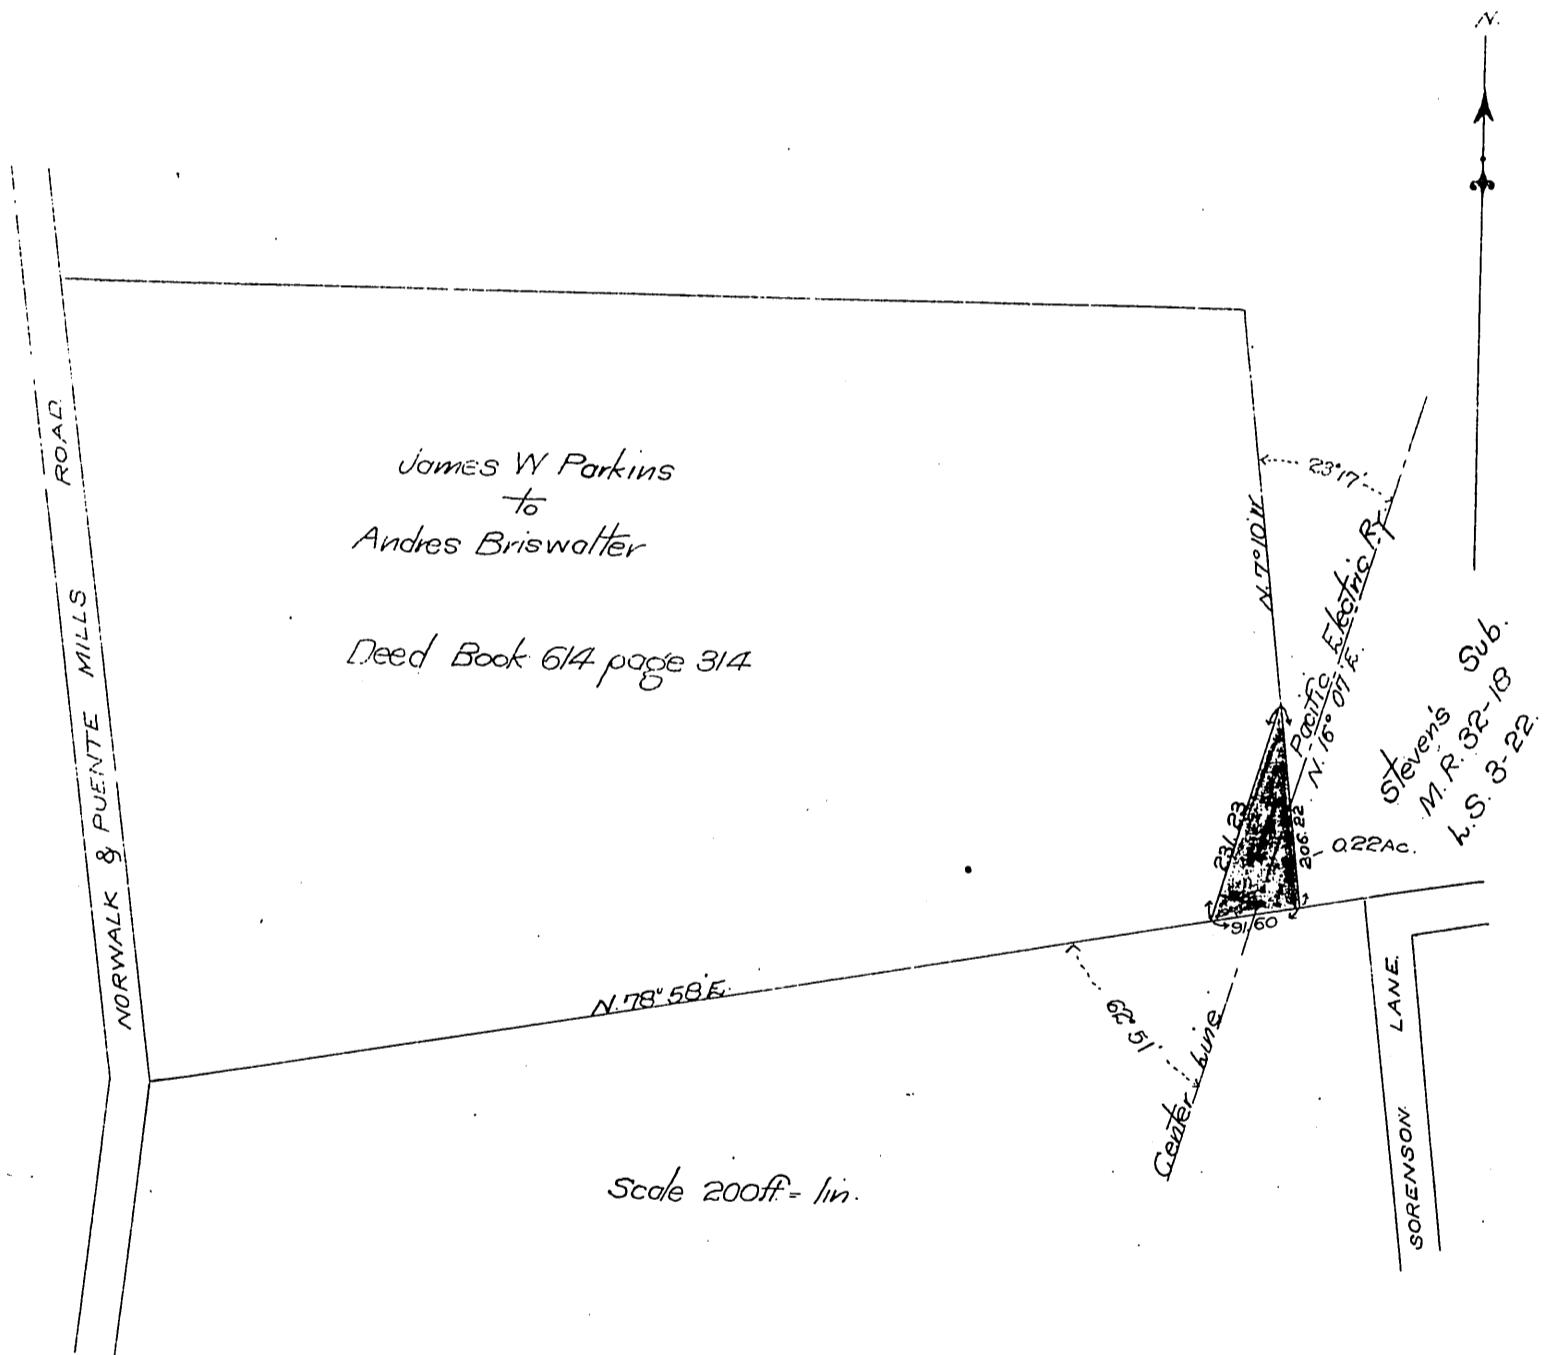 N.
James W Parkins
to
Andres Briswalter
Deed Book 614 page 314
NORWALK & PUENTE MILLS ROAD.
N. 7° 10' W.
23° 17'
Pacific Electric Ry.
N. 16° 07' E.
Steven's Sub.
M. R. 32-18
L. S. 3-22.
231.23
206.22
0.22 Ac.
91.60
N. 78° 58' E.
62° 51'
Center Line
SORENSON LANE.
Scale 200ft = 1in.